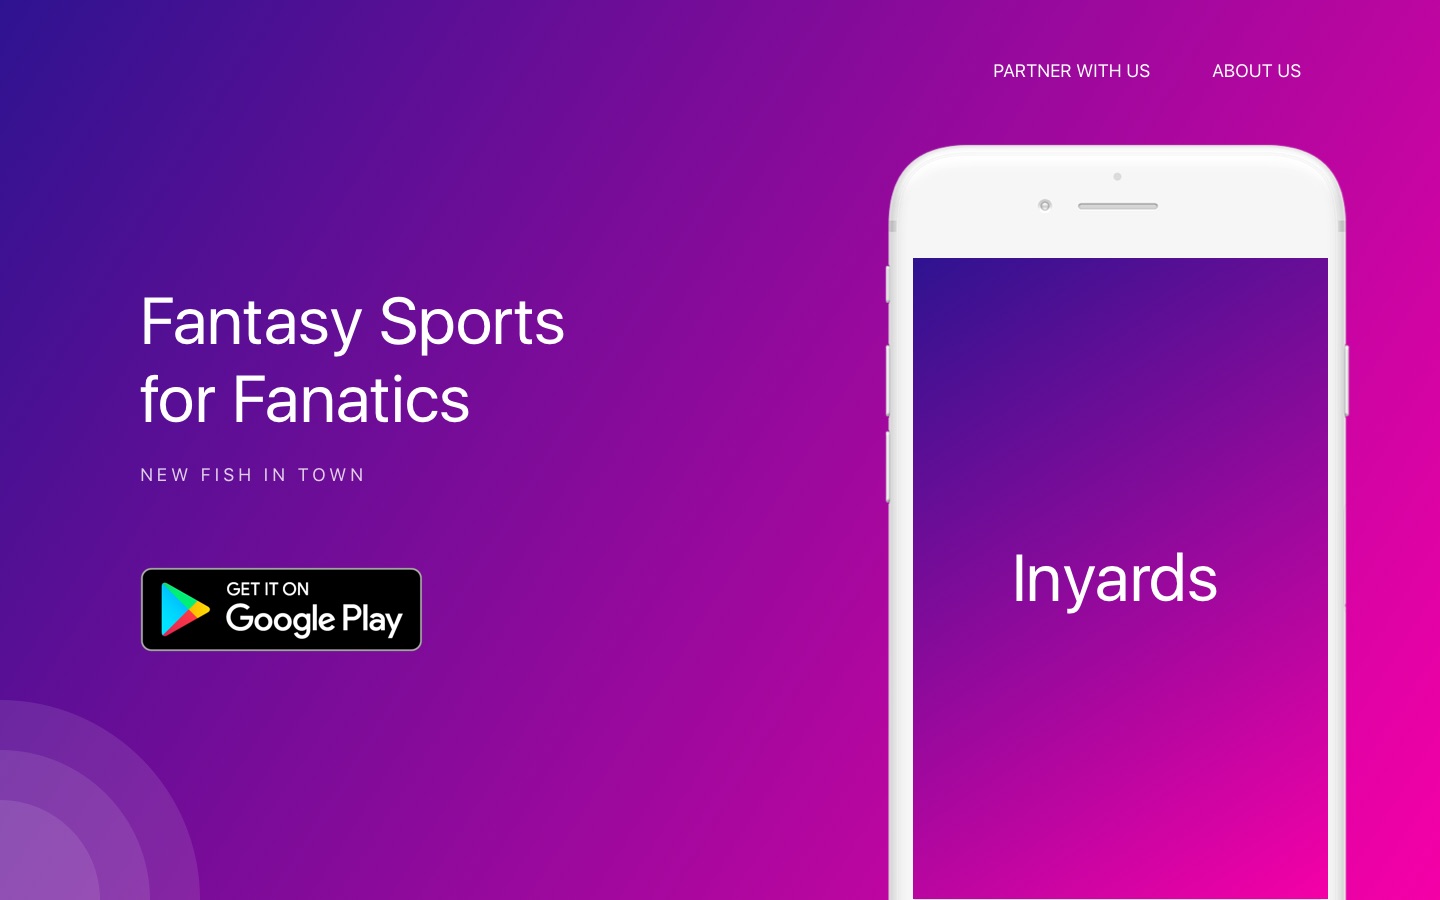 PARTNER WITH US
ABOUT US
Fantasy Sports
for Fanatics
NEW FISH IN TOWN
GET IT ON
Google Play
Inyards